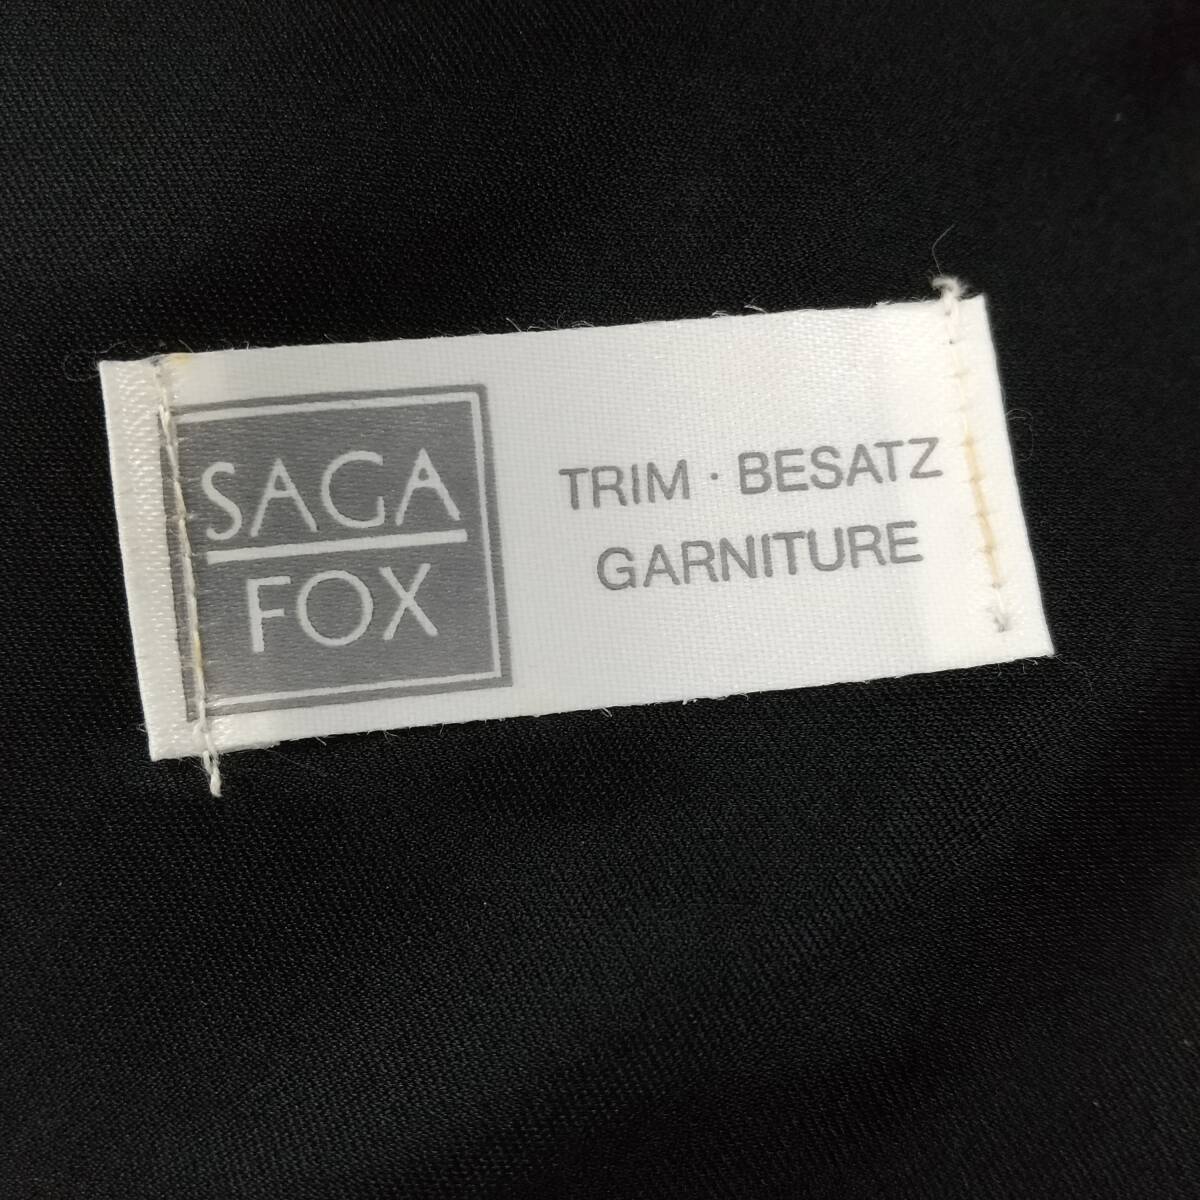 SAGA
FOX
TRIM · BESATZ
GARNITURE